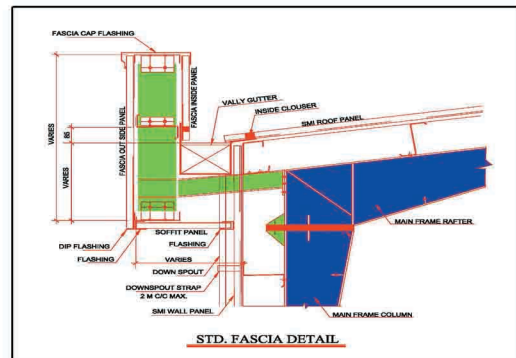 FASCIA CAP FLASHING
FASCIA OUT SIDE PANEL
FASCIA INSIDE PANEL
VARIES
85
VARIES
VALLY GUTTER
INSIDE CLOUSER
SMI ROOF PANEL
DIP FLASHING
FLASHING
SOFFIT PANEL
FLASHING
VARIES
DOWN SPOUT
DOWNSPOUT STRAP
2 M C/C MAX.
SMI WALL PANEL
MAIN FRAME RAFTER
MAIN FRAME COLUMN
STD. FASCIA DETAIL